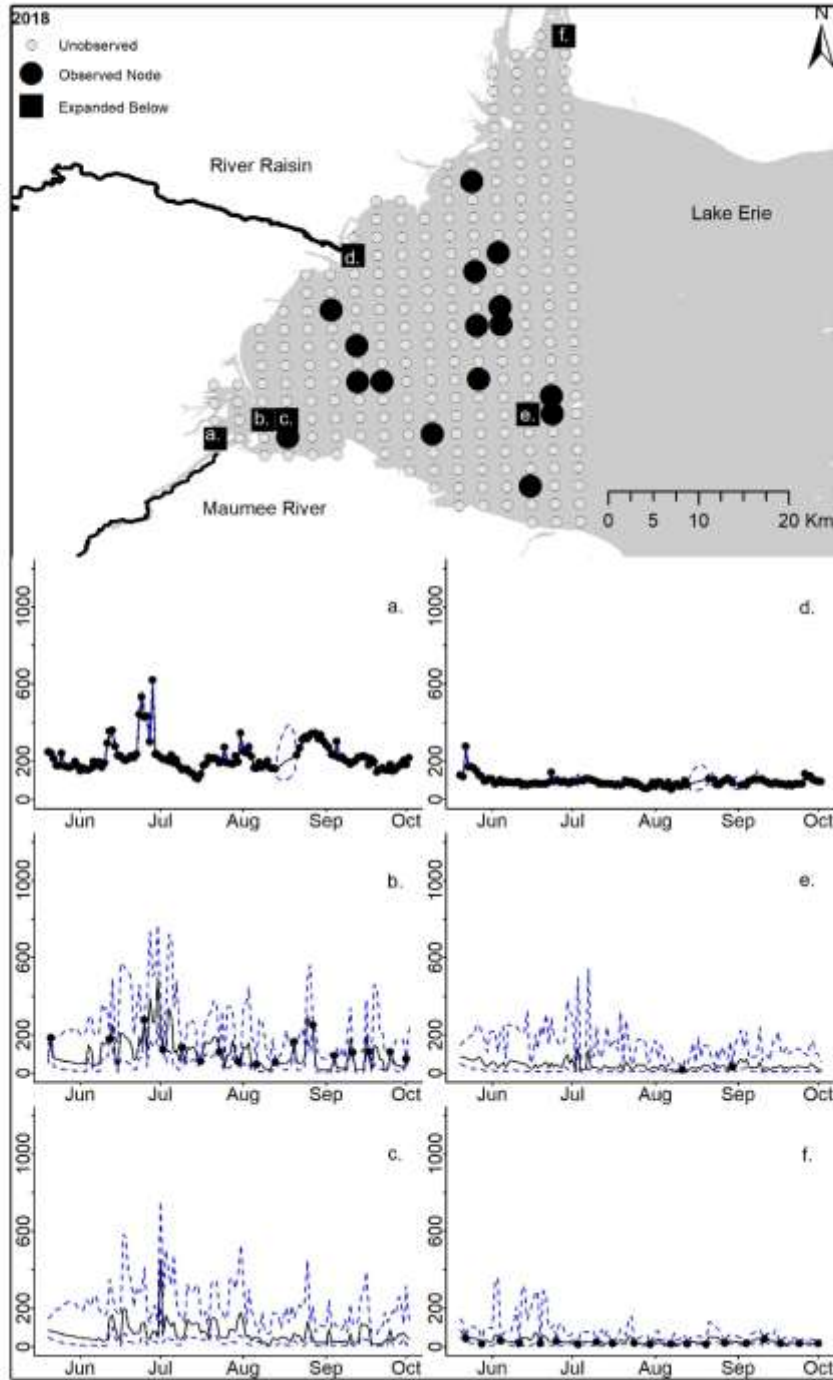 2018
N
Unobserved
Observed Node
Expanded Below
f.
River Raisin
Lake Erie
d.
b. c.
e.
a.
Maumee River
0 5 10 20 Km
a.
1000
600
200
0
Jun Jul Aug Sep Oct
d.
1000
600
200
0
Jun Jul Aug Sep Oct
b.
1000
600
200
0
Jun Jul Aug Sep Oct
e.
1000
600
200
0
Jun Jul Aug Sep Oct
c.
1000
600
200
0
Jun Jul Aug Sep Oct
f.
1000
600
200
0
Jun Jul Aug Sep Oct